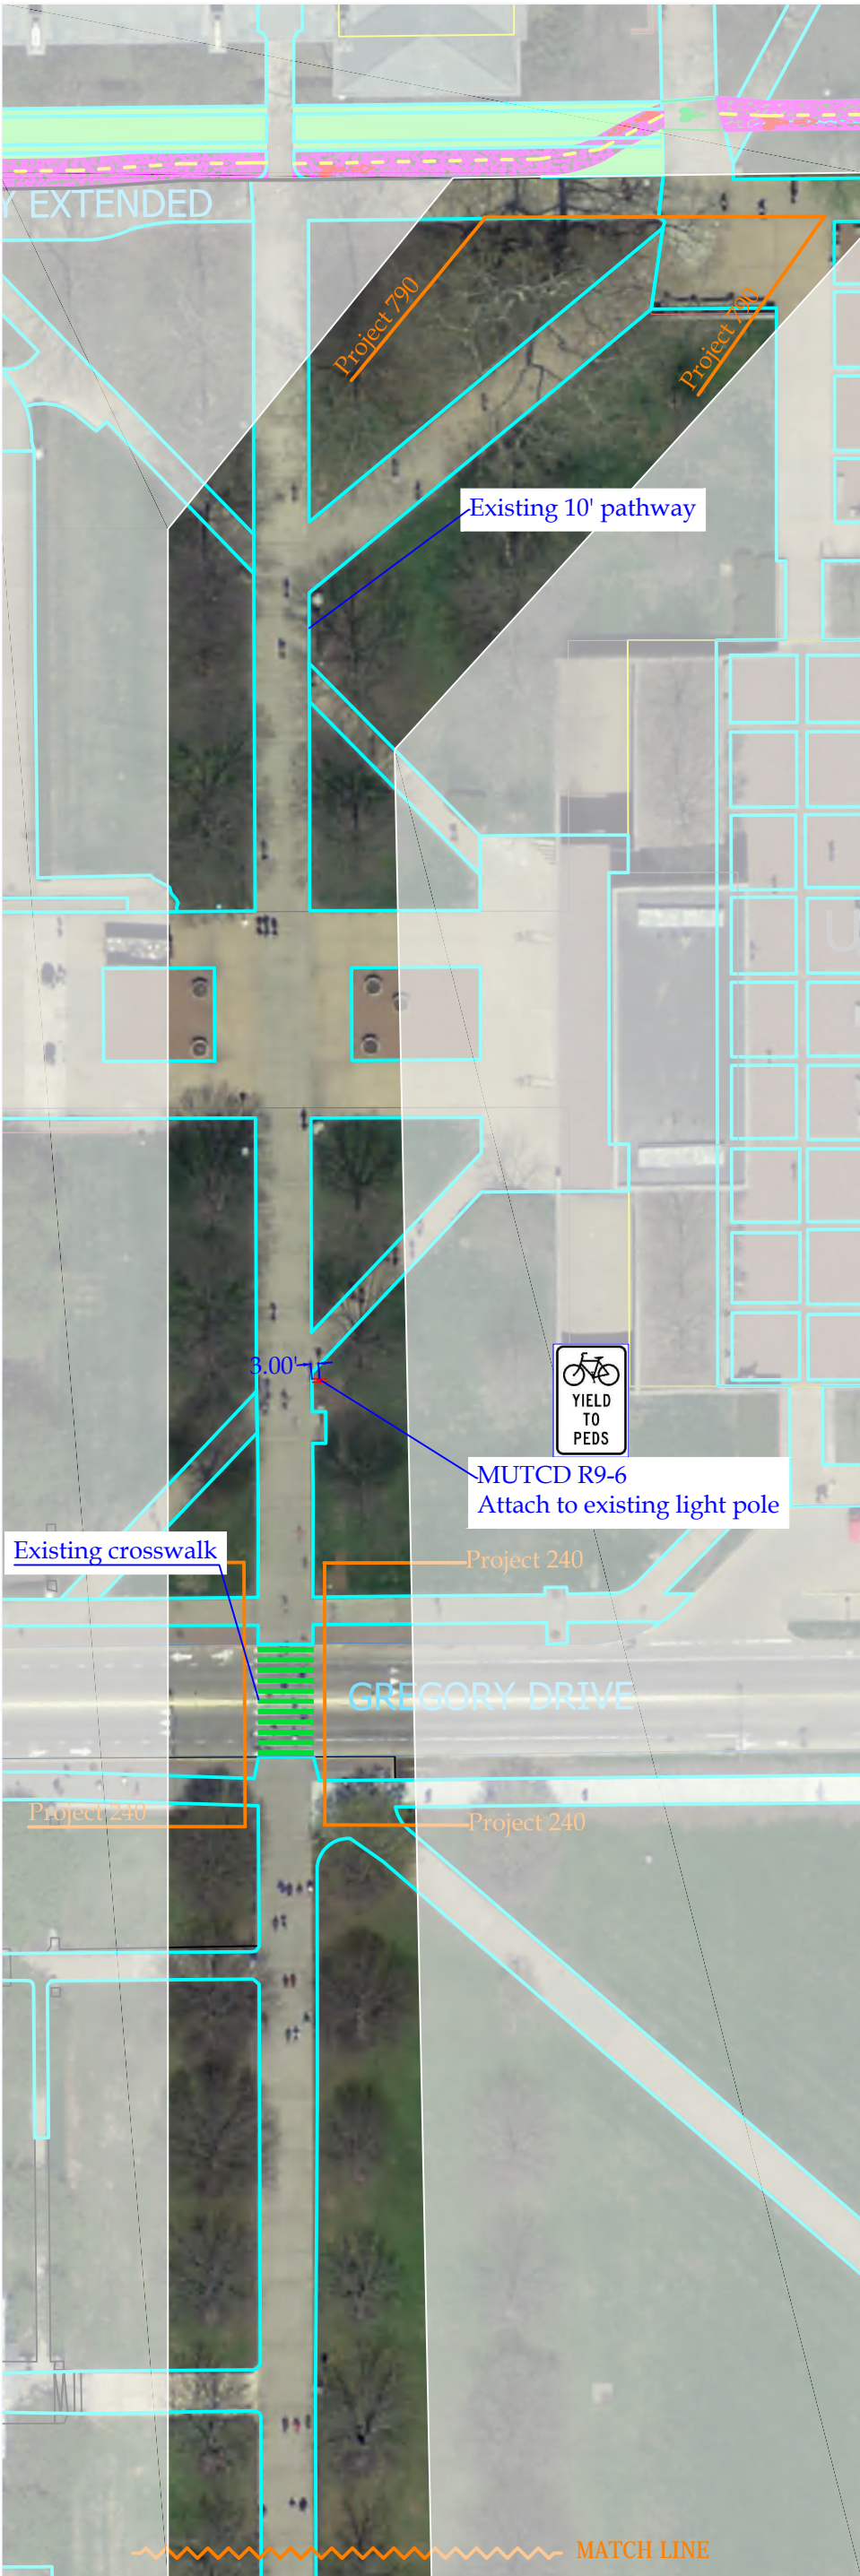 Y EXTENDED
Project 790
Project 790
Existing 10' pathway
U
3.00'
YIELD
TO
PEDS
MUTCD R9-6
Attach to existing light pole
Existing crosswalk
Project 240
GREGORY DRIVE
Project 240
Project 240
MATCH LINE